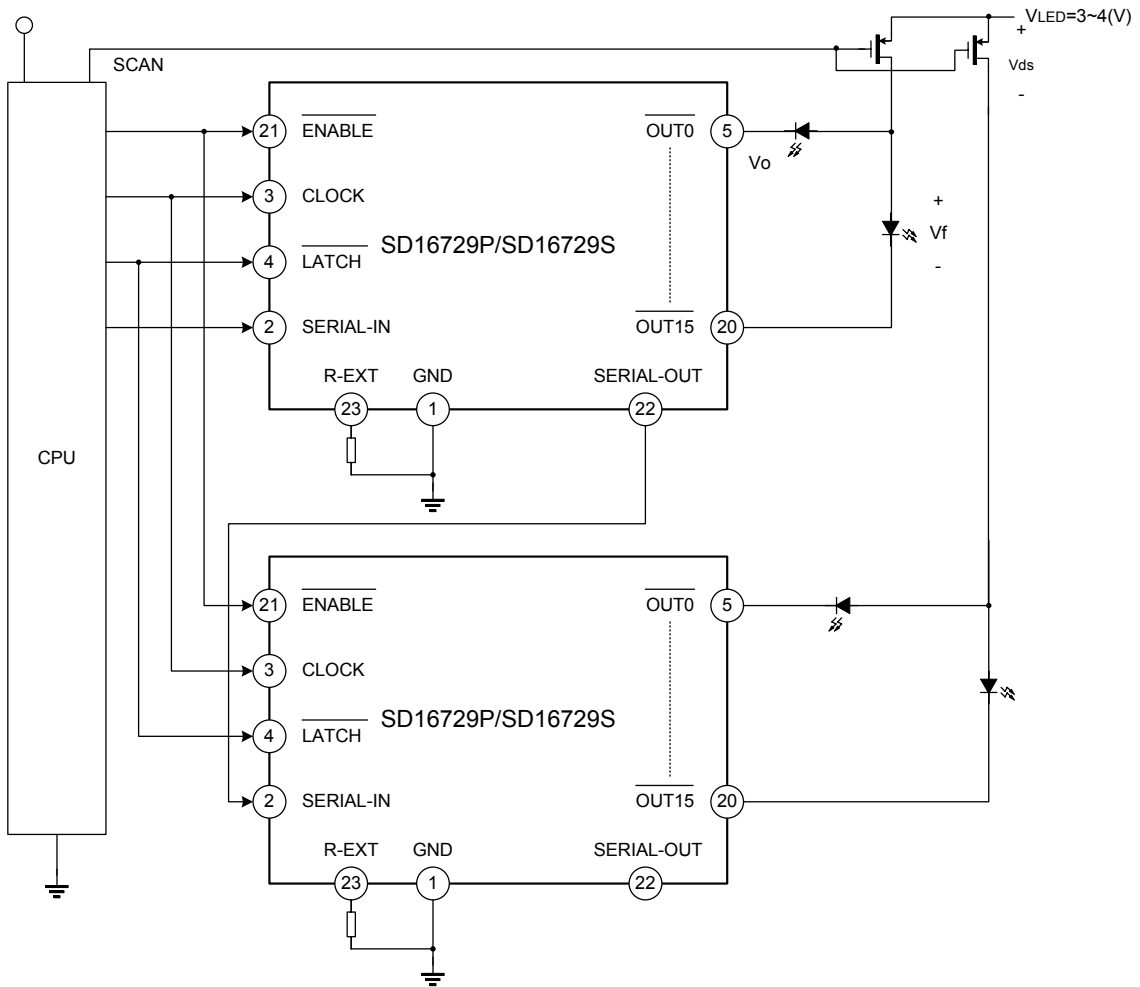 VLED=3~4(V)
+
SCAN
Vds
-
21
ENABLE
OUT0
5
Vo
3
CLOCK
+
SD16729P/SD16729S
Vf
4
LATCH
-
2
SERIAL-IN
OUT15
20
R-EXT
GND
SERIAL-OUT
23
1
22
CPU
21
ENABLE
OUT0
5
3
CLOCK
SD16729P/SD16729S
4
LATCH
2
SERIAL-IN
OUT15
20
R-EXT
GND
SERIAL-OUT
23
1
22